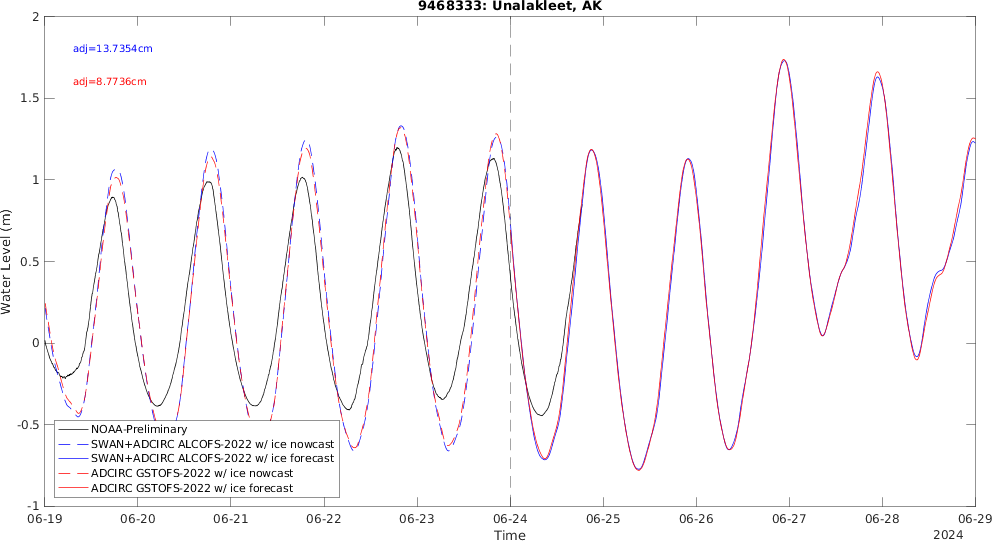 9468333: Unalakleet, AK
adj=13.7354cm
adj=8.7736cm
Water Level (m)
2
1.5
1
0.5
0
-0.5
-1
NOAA-Preliminary
SWAN+ADCIRC ALCOFS-2022 w/ ice nowcast
SWAN+ADCIRC ALCOFS-2022 w/ ice forecast
ADCIRC GSTOFS-2022 w/ ice nowcast
ADCIRC GSTOFS-2022 w/ ice forecast
06-19 06-20 06-21 06-22 06-23 06-24 06-25 06-26 06-27 06-28 06-29
Time
2024